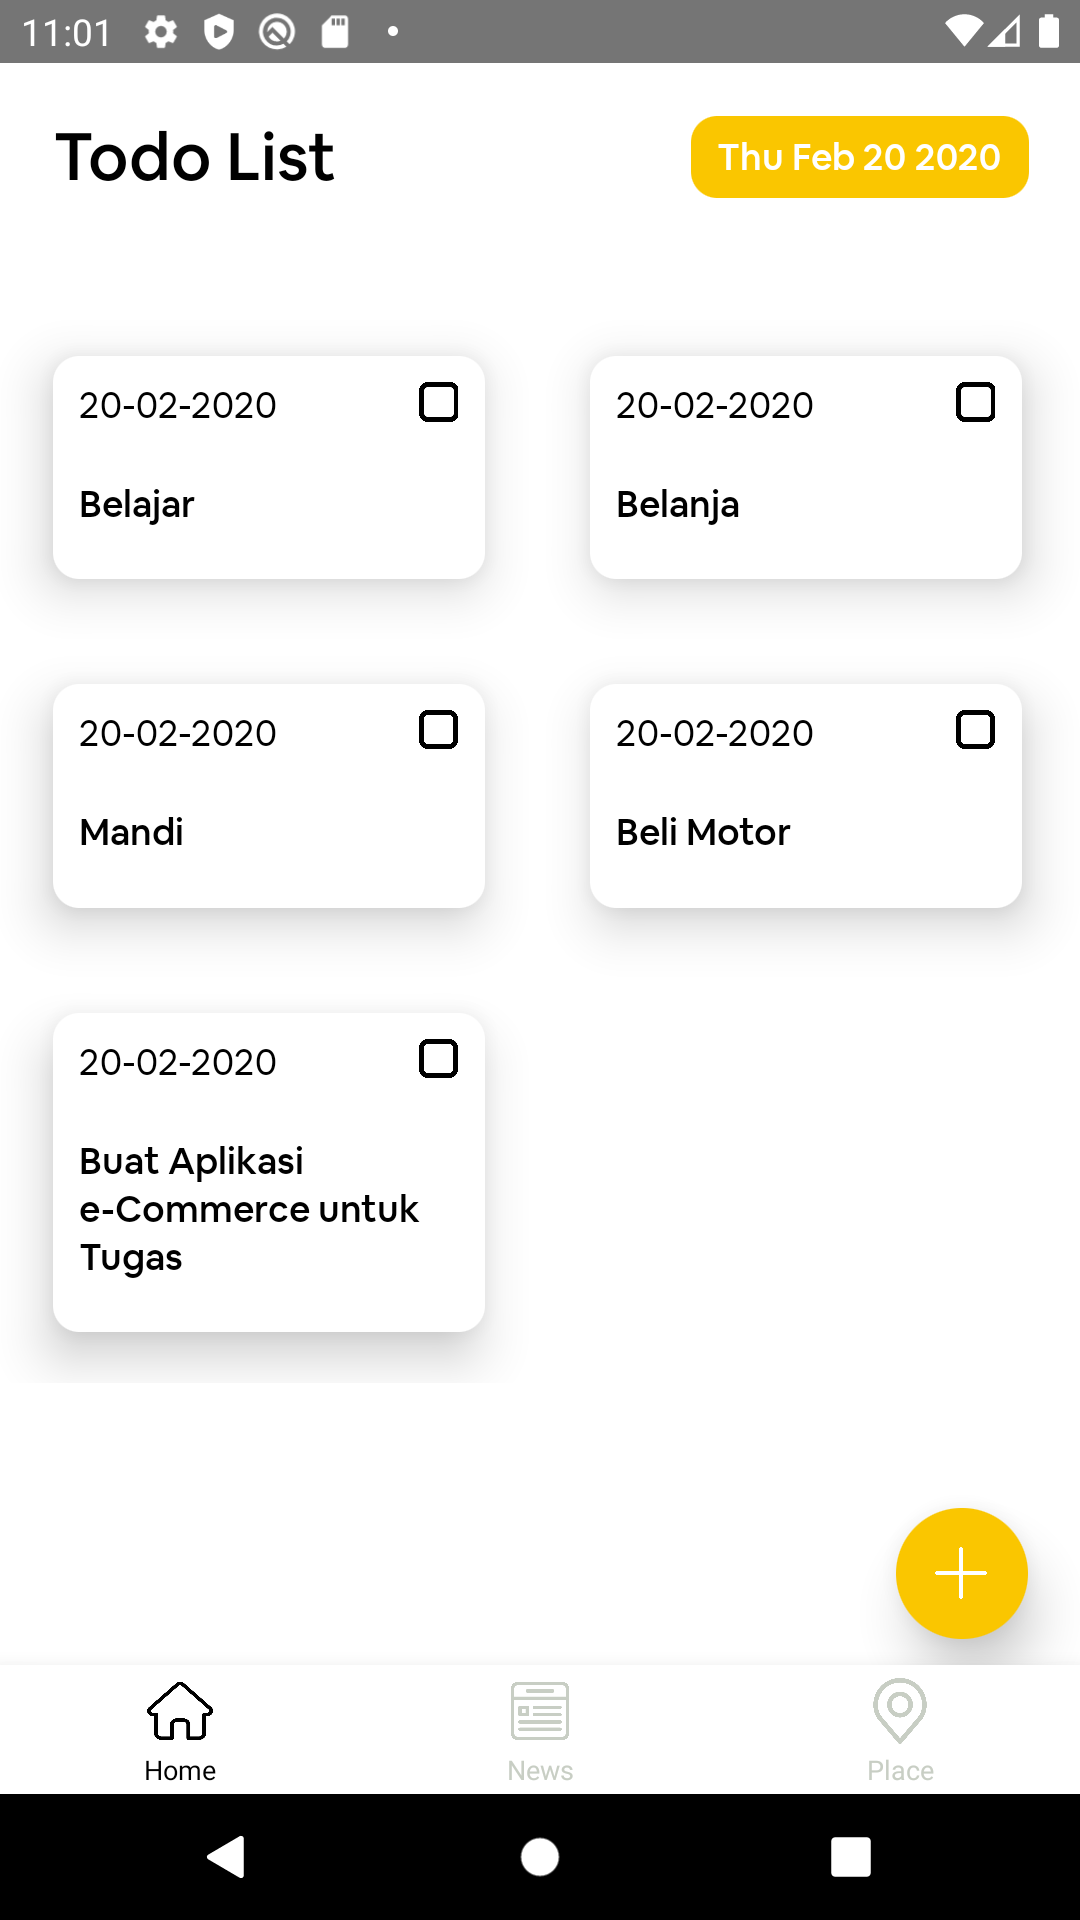 11:01
Todo List
Thu Feb 20 2020
20-02-2020
Belajar
20-02-2020
Belanja
20-02-2020
Mandi
20-02-2020
Beli Motor
20-02-2020
Buat Aplikasi
e-Commerce untuk
Tugas
Home
News
Place